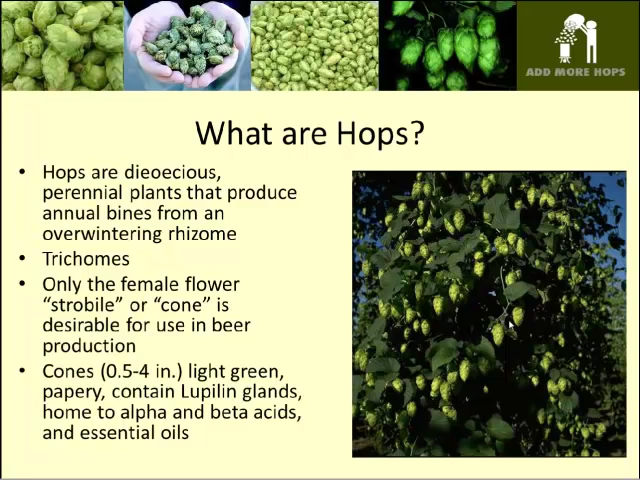 ADD MORE HOPS
What are Hops?
• Hops are dieoecious,
perennial plants that produce
annual bines from an
overwintering rhizome
• Trichomes
• Only the female flower
“strobile” or “cone” is
desirable for use in beer
production
• Cones (0.5-4 in.) light green,
papery, contain Lupilin glands,
home to alpha and beta acids,
and essential oils